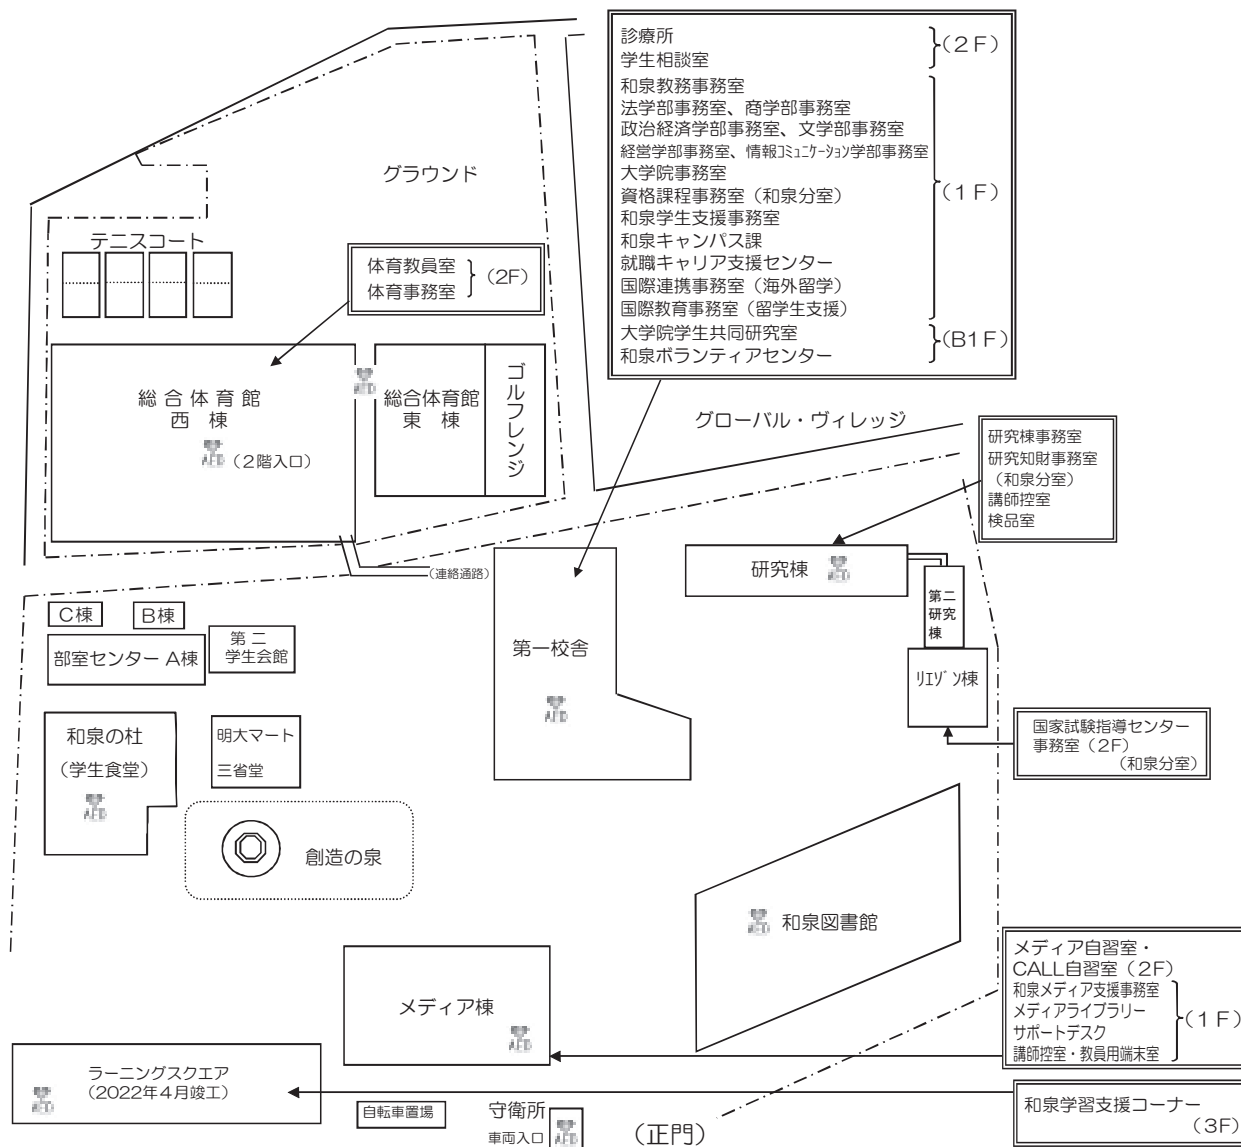 診療所
学生相談室
(2F)
和泉教務事務室
法学部事務室、商学部事務室
政治経済学部事務室、文学部事務室
経営学部事務室、情報ｺﾐｭﾆｹｰｼｮﾝ学部事務室
大学院事務室
資格課程事務室（和泉分室）
和泉学生支援事務室
和泉キャンパス課
就職キャリア支援センター
国際連携事務室（海外留学）
国際教育事務室（留学生支援）
(1F)
大学院学生共同研究室
和泉ボランティアセンター
(B1F)
グラウンド
テニスコート
体育教員室
体育事務室
(2F)
総合体育館
西棟
AED
（2階入口）
AED
総合体育館
東棟
ゴルフレンジ
グローバル・ヴィレッジ
研究棟事務室
研究知財事務室
（和泉分室）
講師控室
検品室
（連絡通路）
研究棟
AED
第二
研究
棟
リエゾン棟
C棟
B棟
部室センター A棟
第二
学生会館
第一校舎
AED
国家試験指導センター
事務室（2F）
（和泉分室）
和泉の杜
（学生食堂）
AED
明大マート
三省堂
創造の泉
AED
和泉図書館
メディア棟
AED
メディア自習室・
CALL自習室（2F）
和泉メディア支援事務室
メディアライブラリー
サポートデスク
講師控室・教員用端末室
(1F)
ラーニングスクエア
（2022年4月竣工）
AED
和泉学習支援コーナー
（3F）
自転車置場
守衛所
車両入口
AED
（正門）